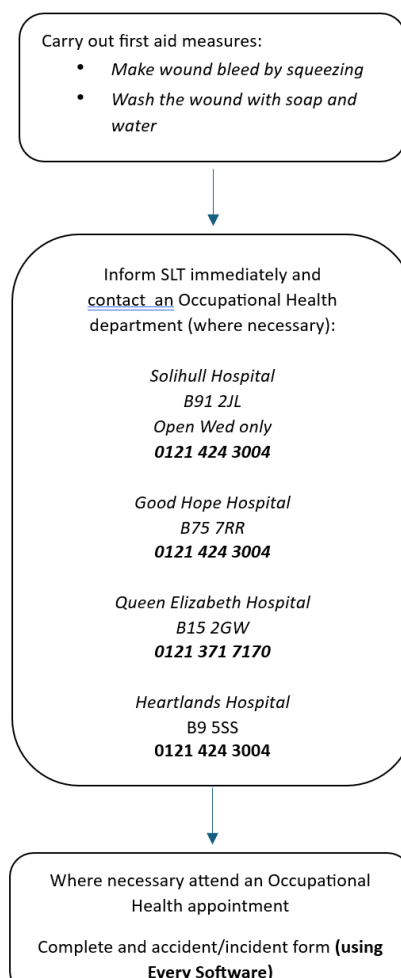 Carry out first aid measures:
• Make wound bleed by squeezing
• Wash the wound with soap and
water
Inform SLT immediately and
contact  an Occupational Health
department (where necessary):
Solihull Hospital
B91 2JL
Open Wed only
0121 424 3004
Good Hope Hospital
B75 7RR
0121 424 3004
Queen Elizabeth Hospital
B15 2GW
0121 371 7170
Heartlands Hospital
B9 5SS
0121 424 3004
Where necessary attend an Occupational
Health appointment
Complete and accident/incident form (using
Every Software)